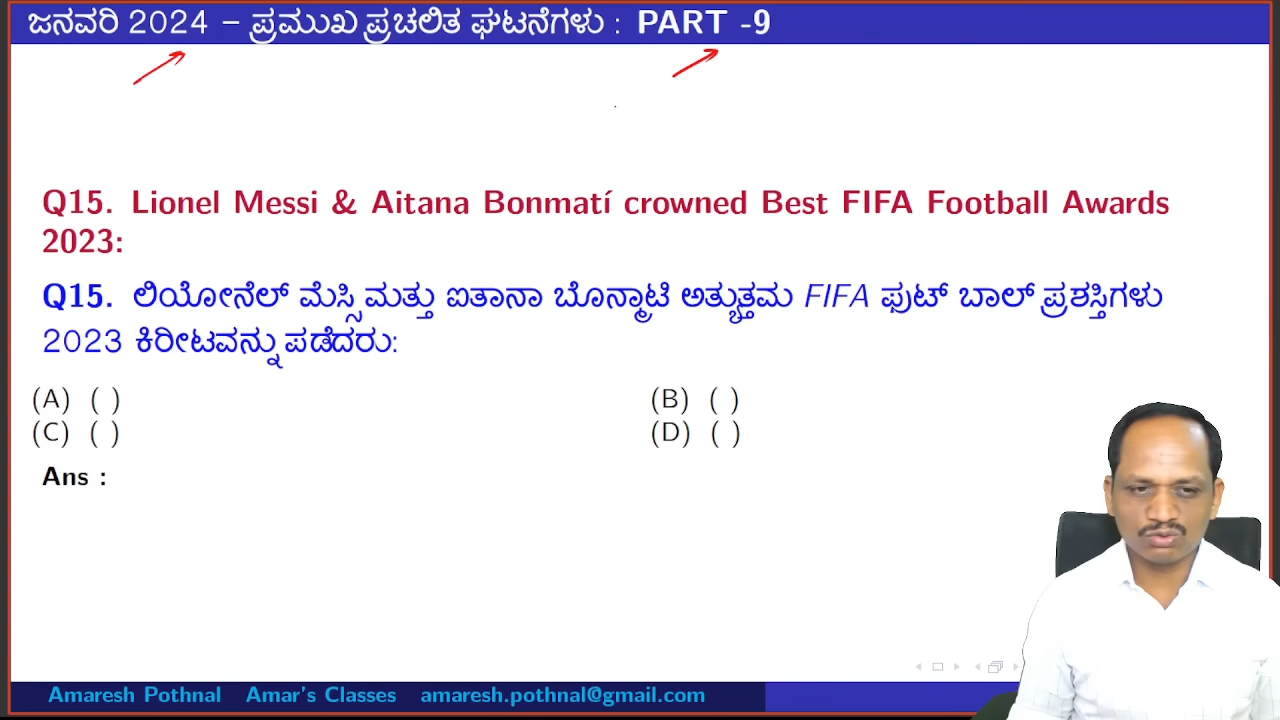 ಜನವರಿ 2024 – ಪ್ರಮುಖ ಪ್ರಚಲಿತ ಘಟನೆಗಳು : PART -9
Q15. Lionel Messi & Aitana Bonmatí crowned Best FIFA Football Awards
2023:
Q15. ಲಿಯೋನೆಲ್ ಮೆಸ್ಸಿ ಮತ್ತು ಐತಾನಾ ಬೊನ್ಮಾಟಿ ಅತ್ಯುತ್ತಮ FIFA ಫುಟ್ ಬಾಲ್ ಪ್ರಶಸ್ತಿಗಳು
2023 ಕಿರೀಟವನ್ನು ಪಡೆದರು:
(A) ( ) (B) ( )
(C) ( ) (D) ( )
Ans :
Amaresh Pothnal Amar's Classes amaresh.pothnal@gmail.com